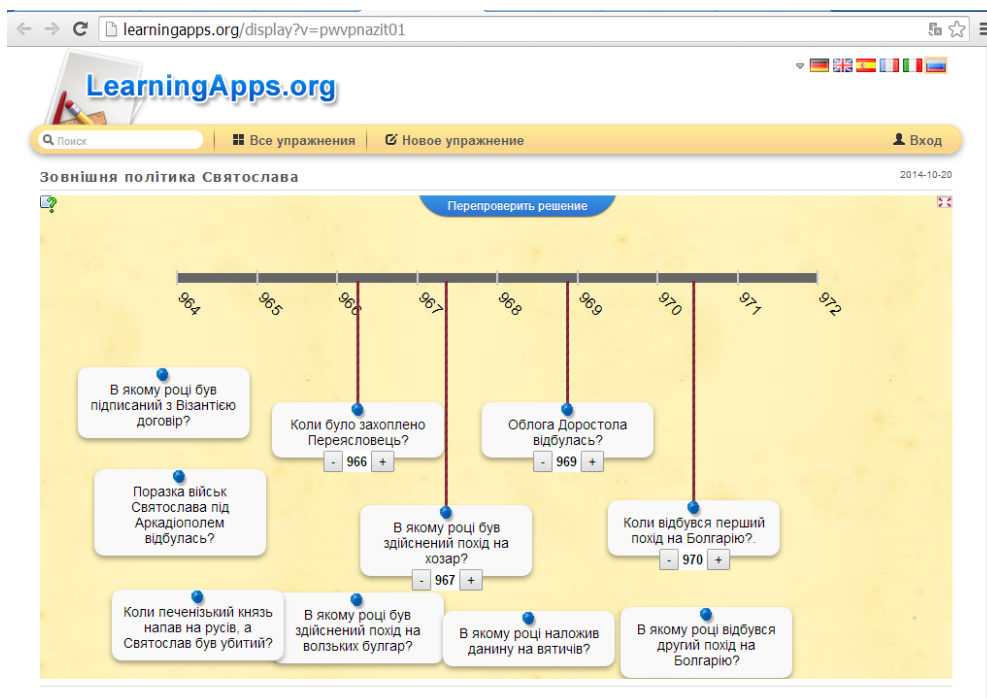 learningapps.org/display?v=pwvpnazit01
LearningApps.org
Поиск
Все упражнения
Новое упражнение
Вход
Зовнішня політика Святослава
2014-10-20
Перепроверить решение
964
965
966
967
968
969
970
971
972
В якому році був
підписаний з Візантією
договір?
Коли було захоплено
Переясловець?
- 966 +
Облога Доростола
відбулась?
- 969 +
Поразка військ
Святослава під
Аркадіополем
відбулась?
В якому році був
здійснений похід на
хозар?
- 967 +
Коли відбувся перший
похід на Болгарію?.
- 970 +
Коли печенізький князь
напав на русів, а
Святослав був убитий?
В якому році був
здійснений похід на
волзьких булгар?
В якому році наложив
данину на вятичів?
В якому році відбувся
другий похід на
Болгарію?